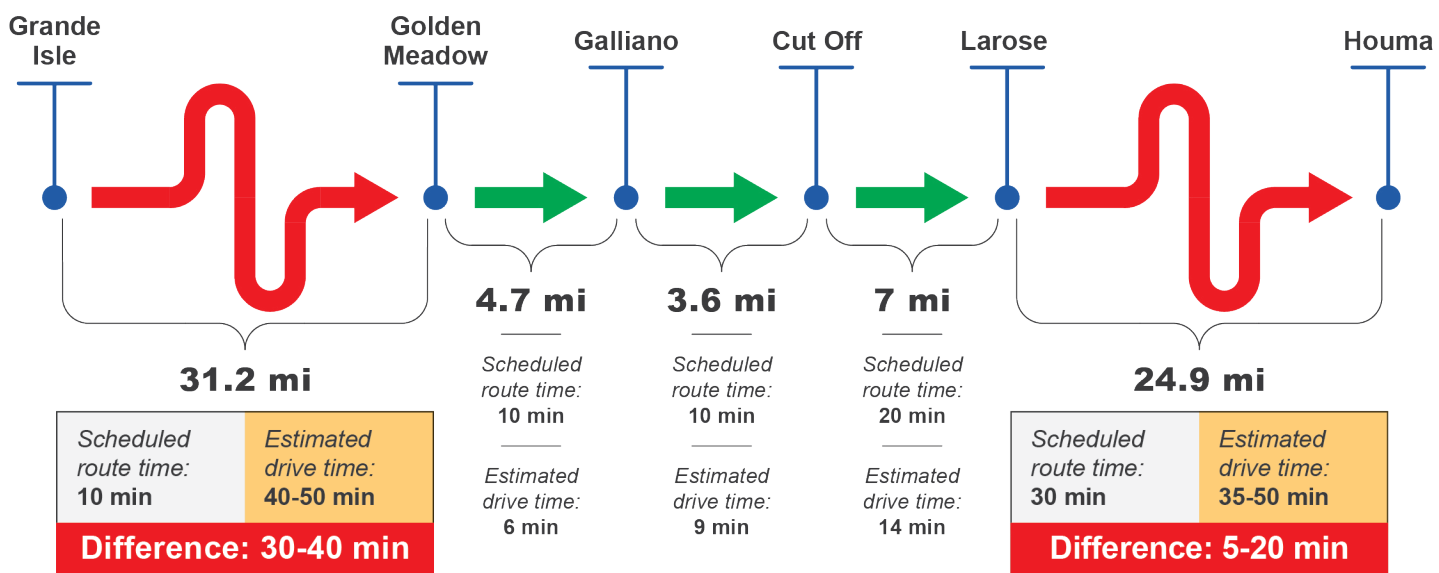 Grande
Isle
Golden
Meadow
Galliano
Cut Off
Larose
Houma
31.2 mi
Scheduled
route time:
10 min
Estimated
drive time:
40-50 min
Difference: 30-40 min
4.7 mi
Scheduled
route time:
10 min
Estimated
drive time:
6 min
3.6 mi
Scheduled
route time:
10 min
Estimated
drive time:
9 min
7 mi
Scheduled
route time:
20 min
Estimated
drive time:
14 min
24.9 mi
Scheduled
route time:
30 min
Estimated
drive time:
35-50 min
Difference: 5-20 min